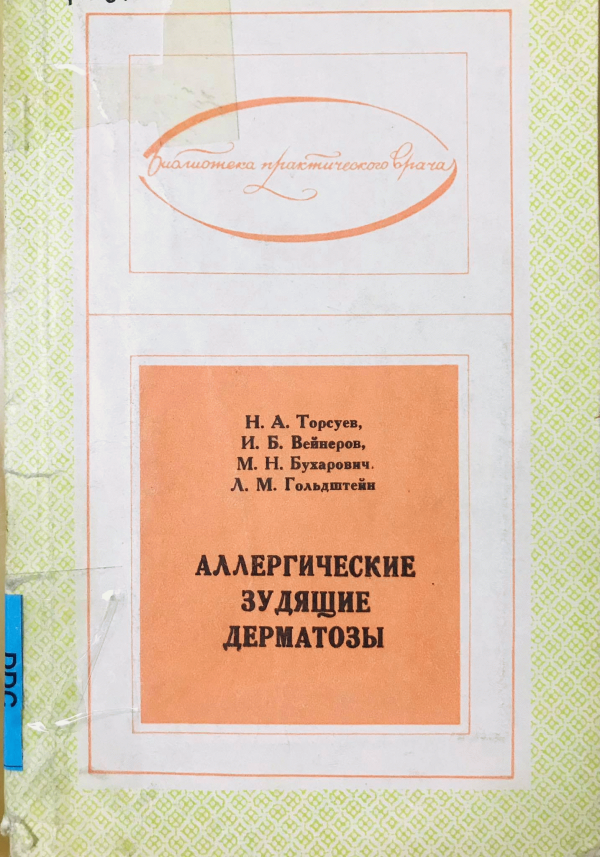 Библиотека практического врача
Н. А. Торсуев,
И. Б. Вейнеров,
М. Н. Бухарович.
Л. М. Гольдштейн
АЛЛЕРГИЧЕСКИЕ
ЗУДЯЩИЕ
ДЕРМАТОЗЫ